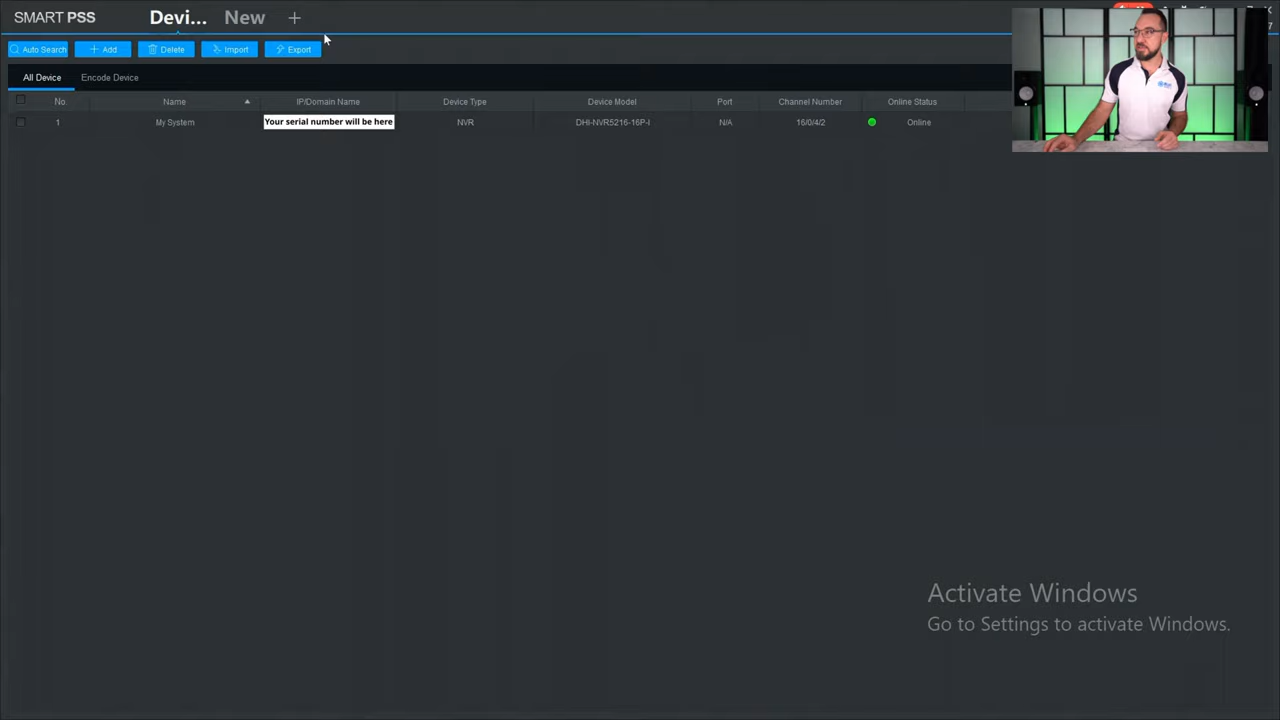 SMART PSS Devi... New
Auto Search Add Delete Import Export
All Device Encode Device
No. Name IP/Domain Name Device Type Device Model Port Channel Number Online Status
1 My System Your serial number will be here NVR DHI-NVR5216-16P-I N/A 16/0/4/2 Online
Activate Windows
Go to Settings to activate Windows.